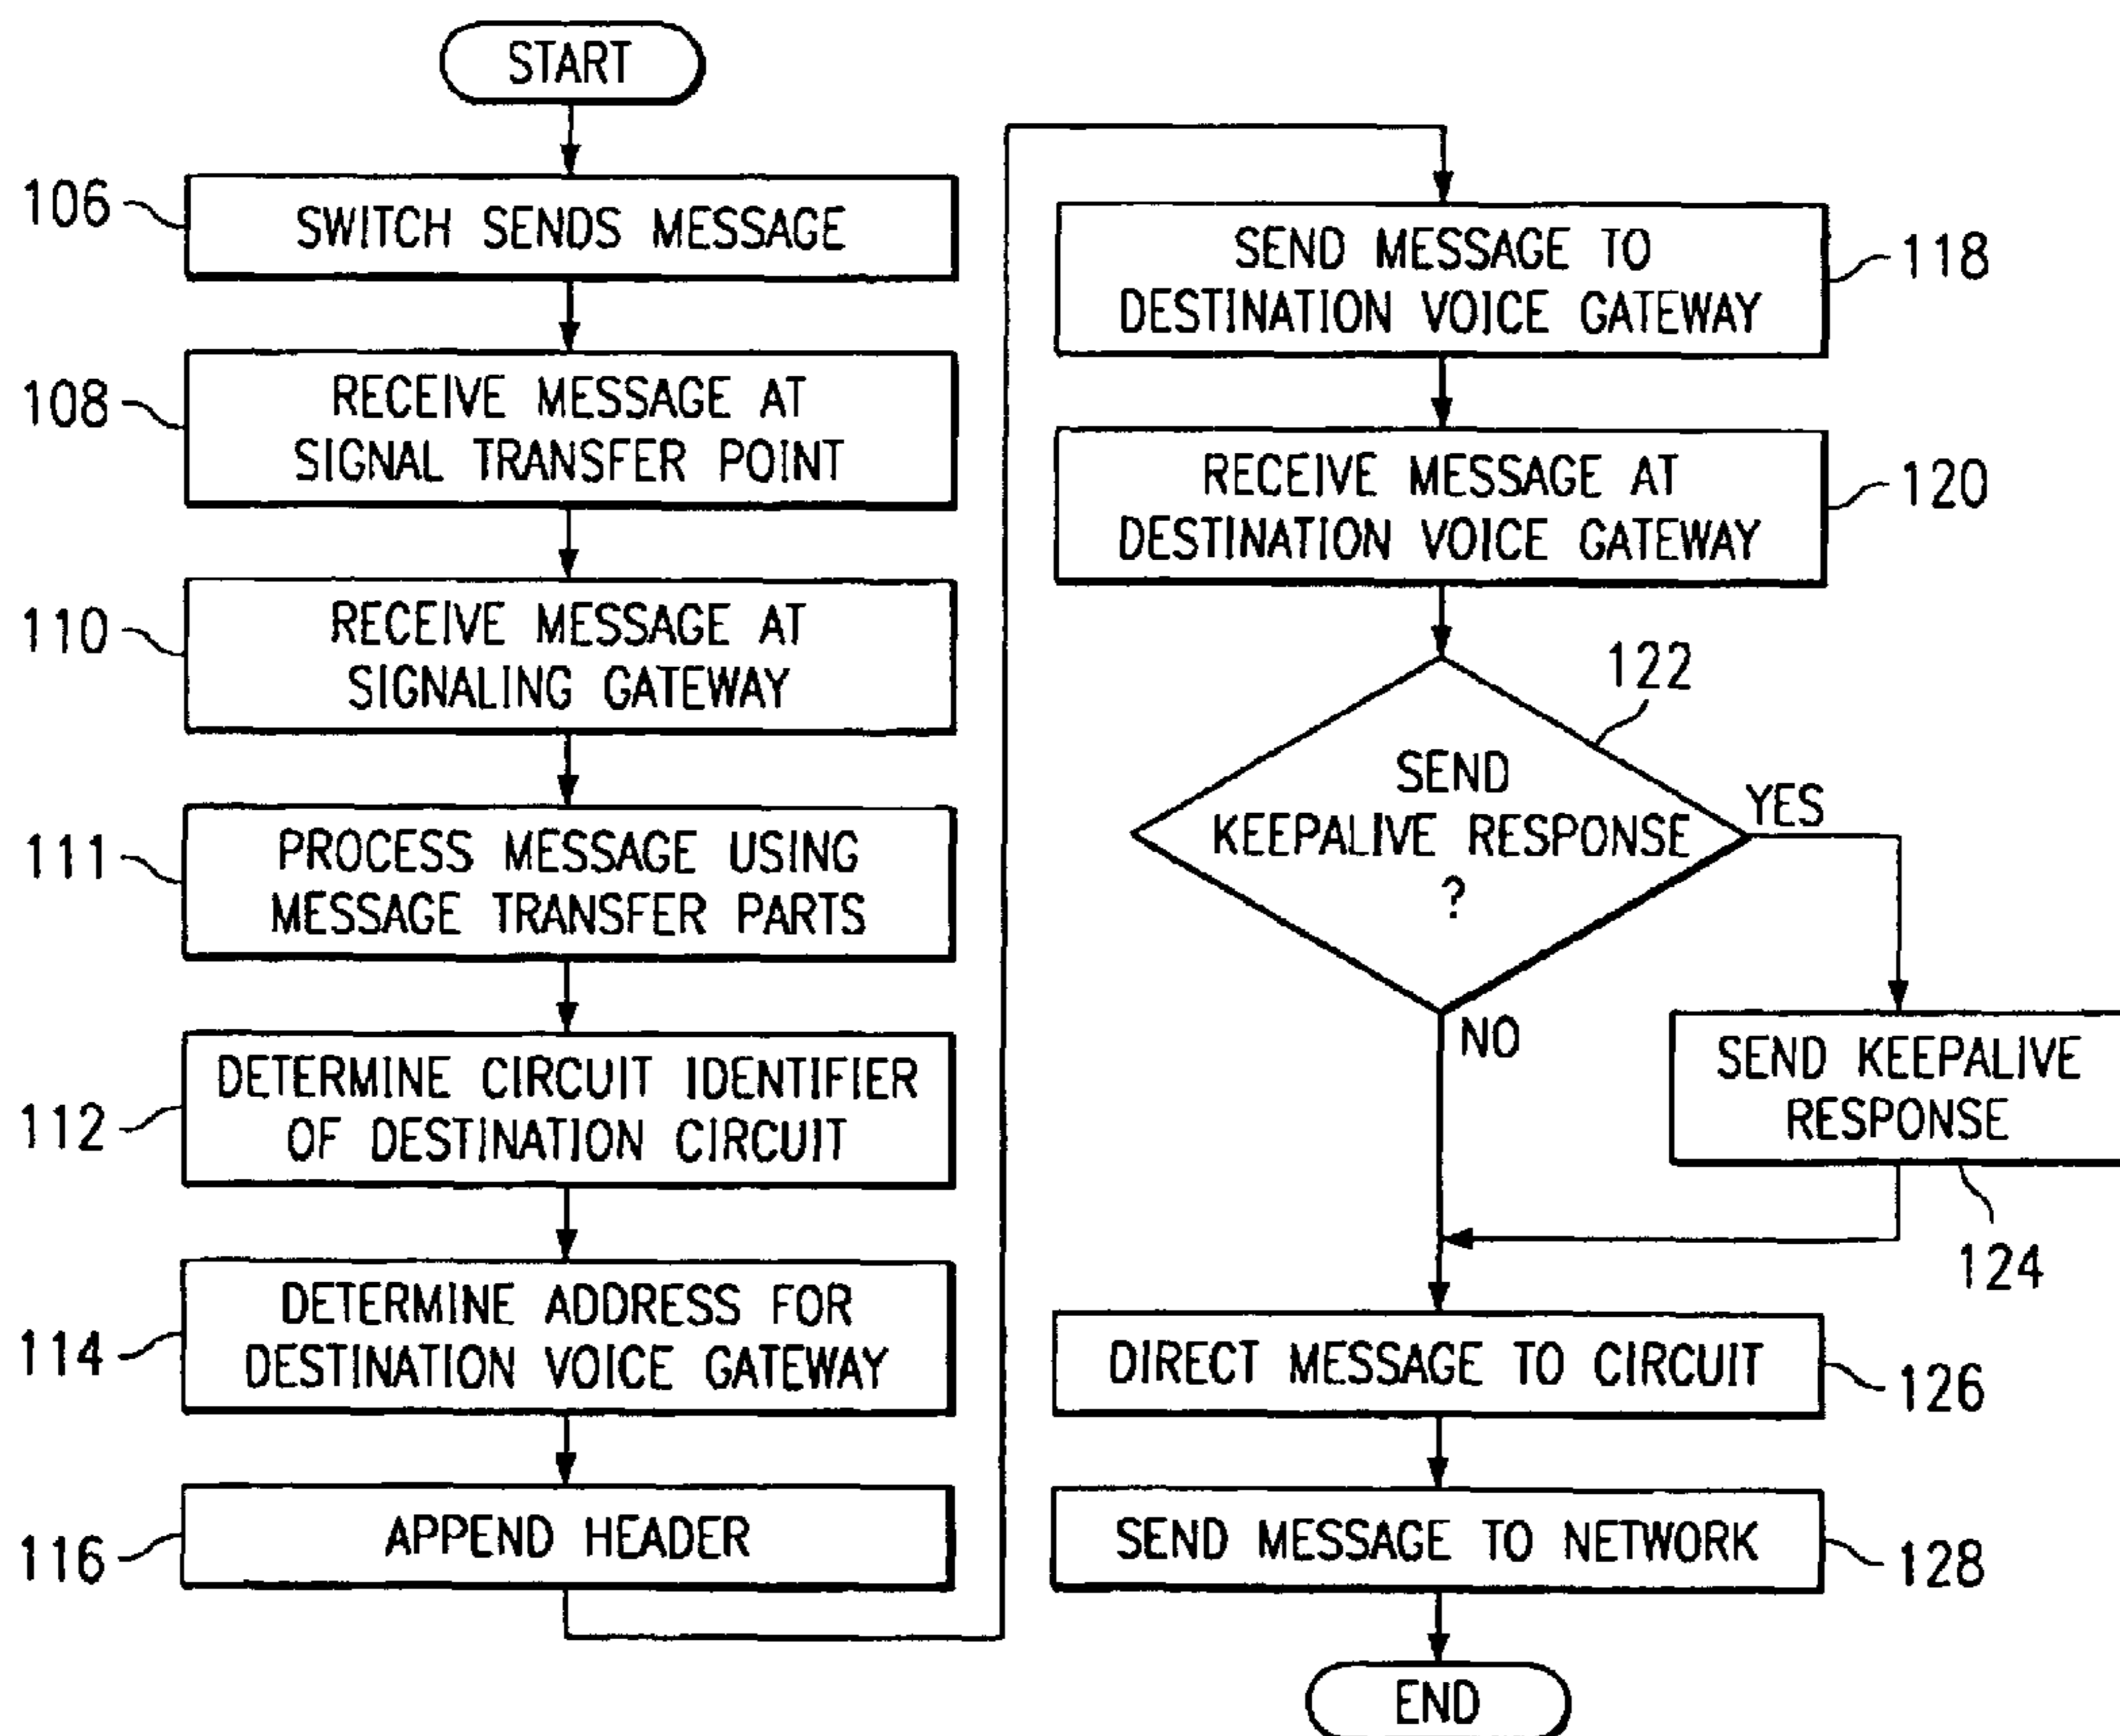 START
106
SWITCH SENDS MESSAGE
108
RECEIVE MESSAGE AT
SIGNAL TRANSFER POINT
110
RECEIVE MESSAGE AT
SIGNALING GATEWAY
111
PROCESS MESSAGE USING
MESSAGE TRANSFER PARTS
112
DETERMINE CIRCUIT IDENTIFIER
OF DESTINATION CIRCUIT
114
DETERMINE ADDRESS FOR
DESTINATION VOICE GATEWAY
116
APPEND HEADER
SEND MESSAGE TO
DESTINATION VOICE GATEWAY
118
RECEIVE MESSAGE AT
DESTINATION VOICE GATEWAY
120
122
SEND
KEEPALIVE RESPONSE
?
YES
NO
SEND KEEPALIVE
RESPONSE
124
DIRECT MESSAGE TO CIRCUIT
126
SEND MESSAGE TO NETWORK
128
END